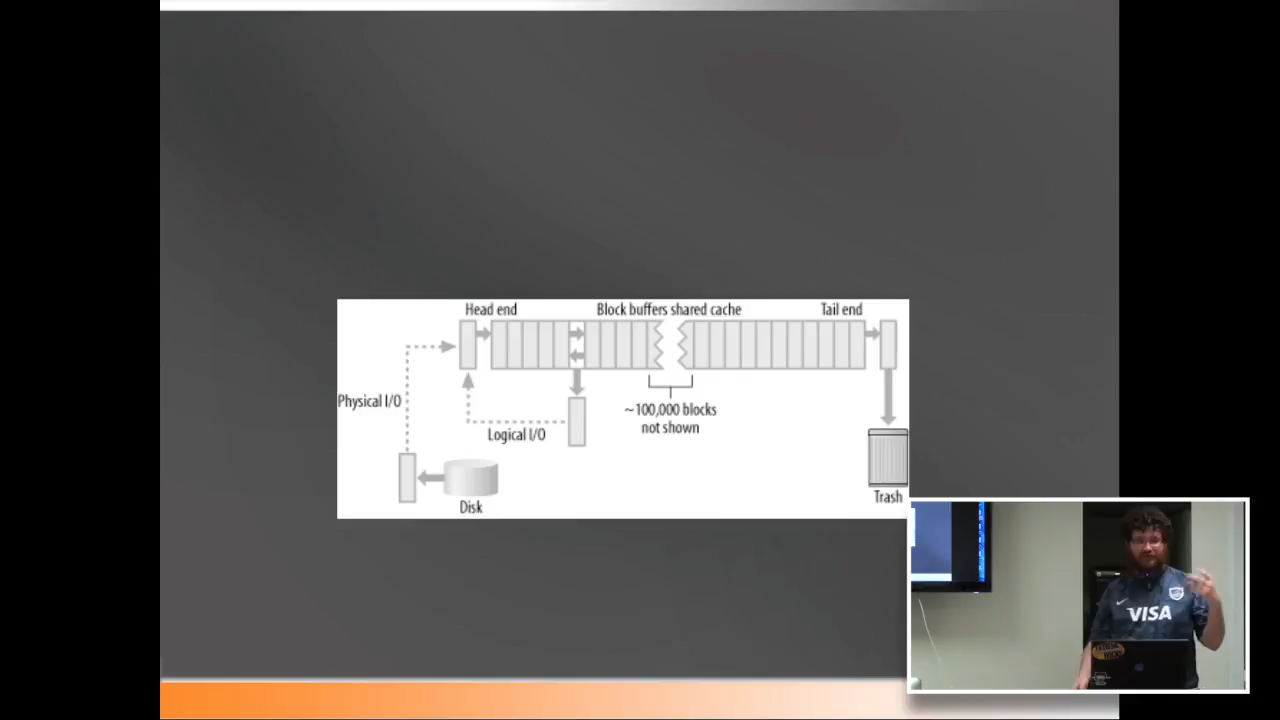 Head end
Block buffers shared cache
Tail end
Physical I/O
~100,000 blocks
not shown
Logical I/O
Disk
Trash
VISA